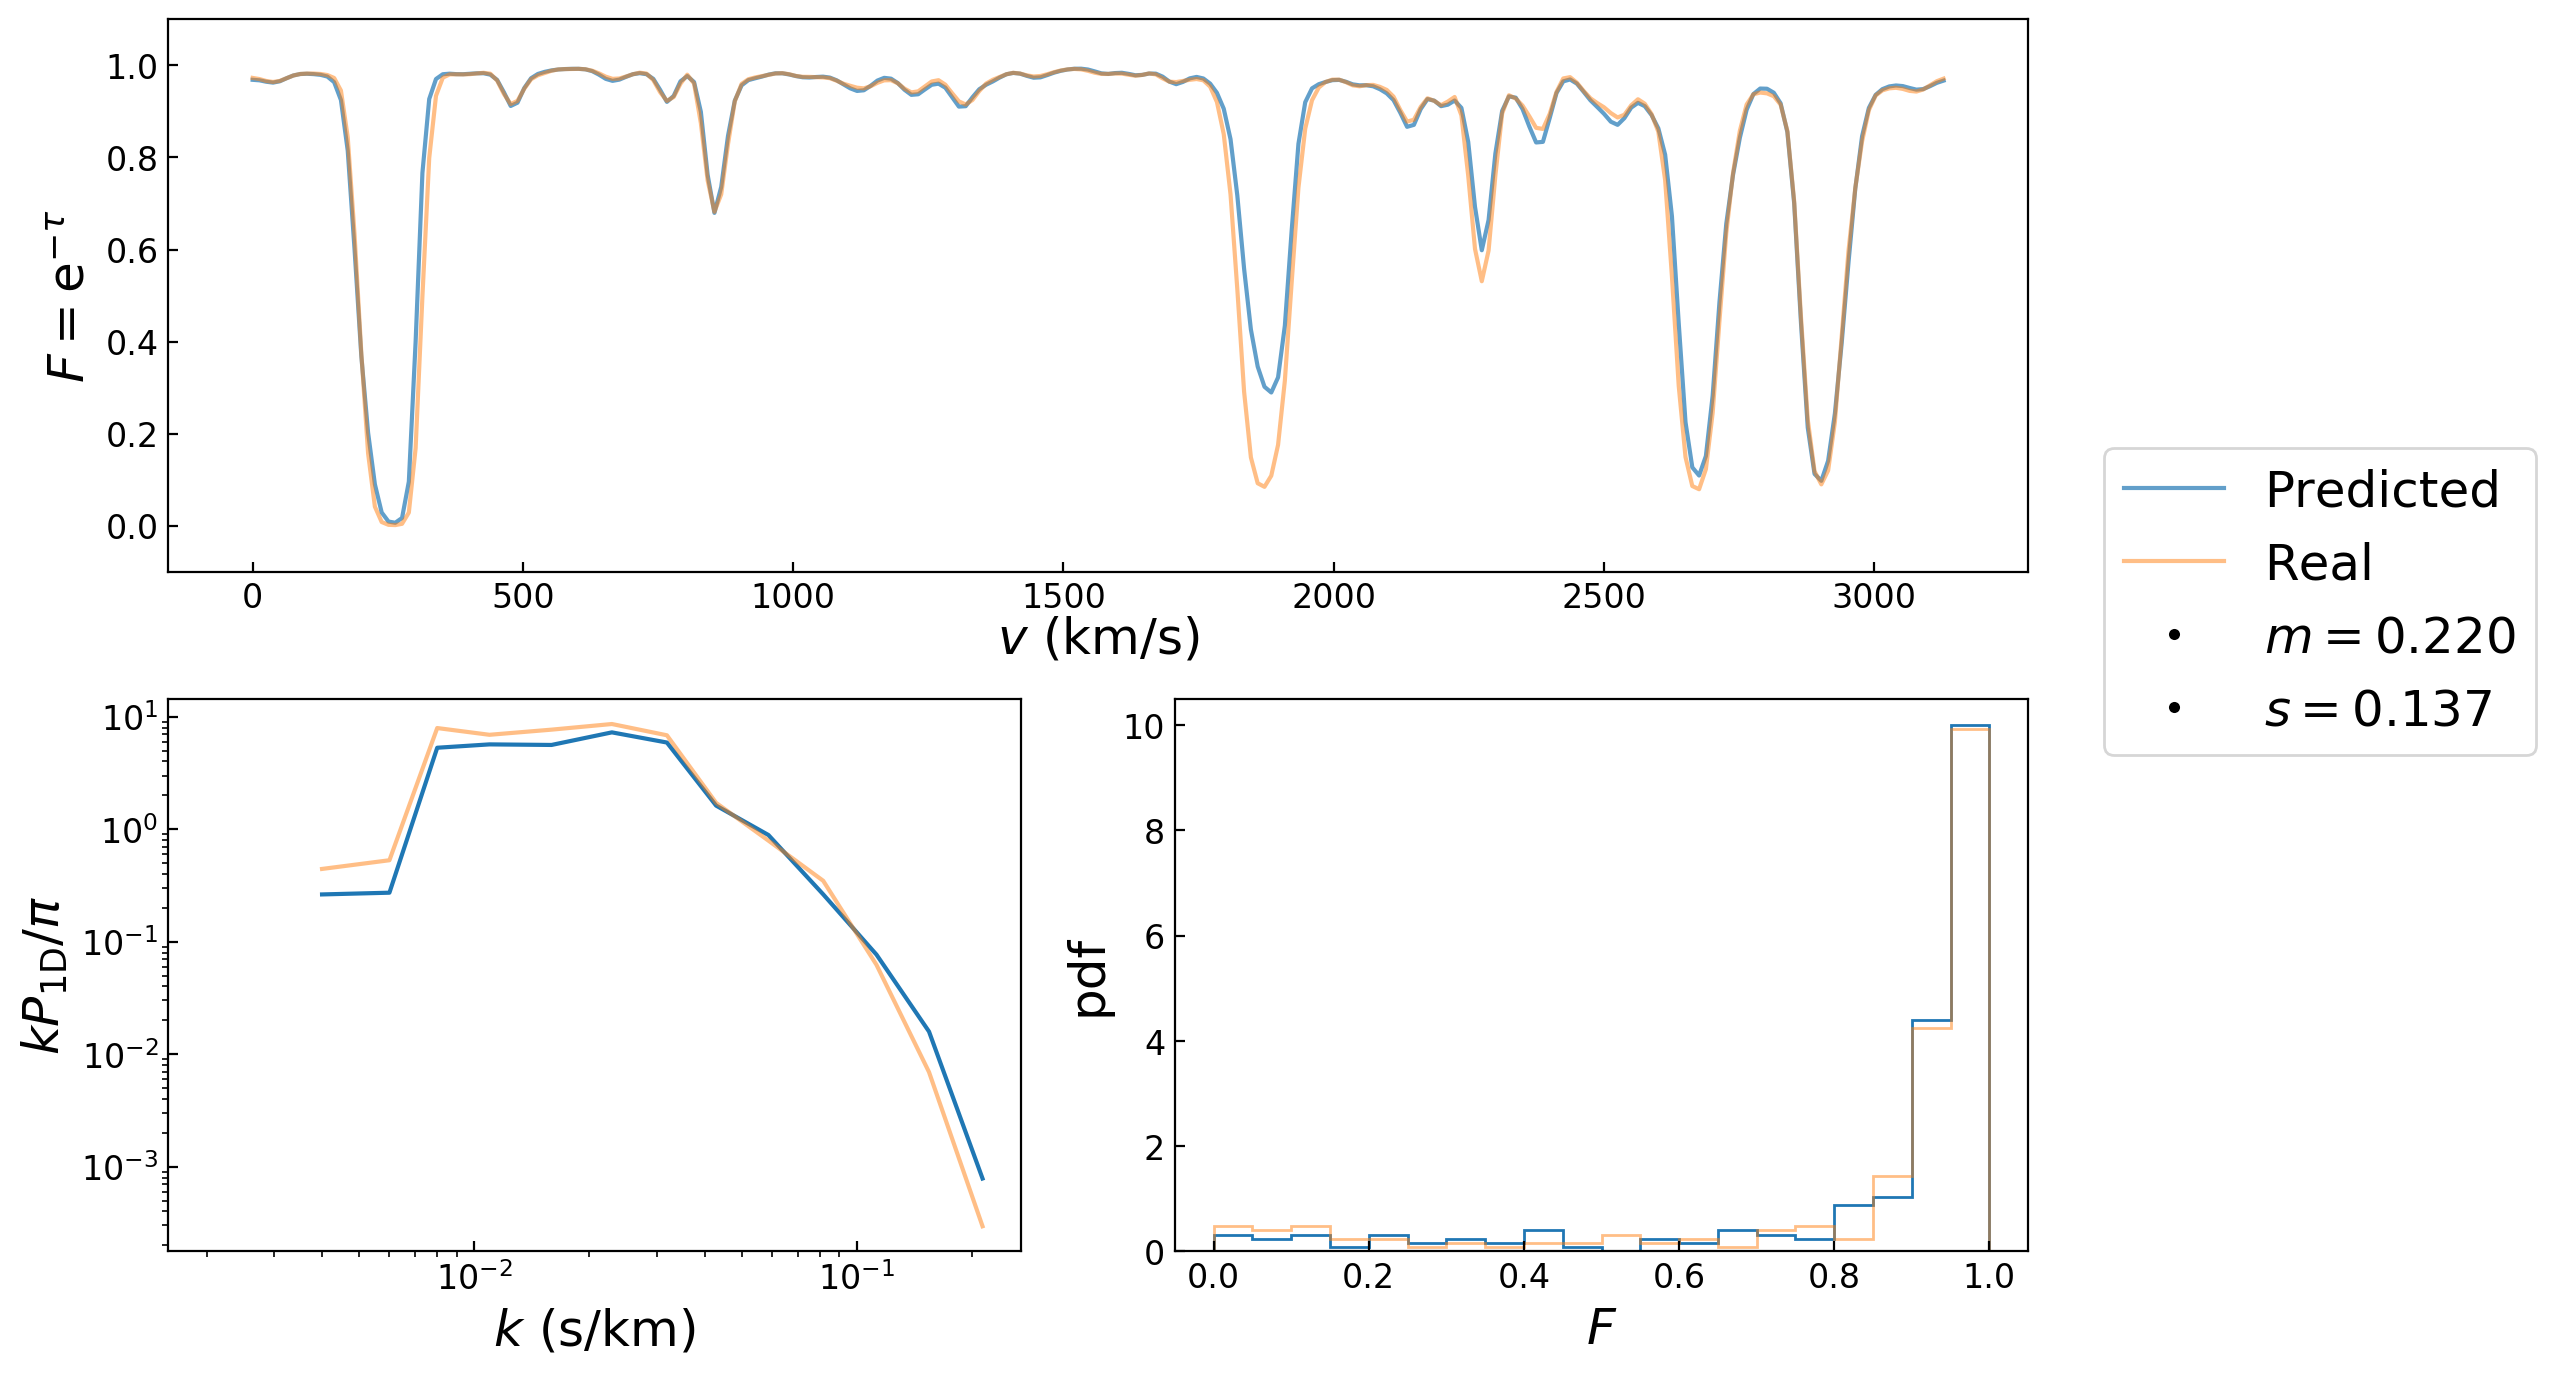 1.0
0.8
0.6
0.4
0.2
0.0
F = e^{−τ}
0 500 1000 1500 2000 2500 3000
v (km/s)
Predicted
Real
m = 0.220
s = 0.137
10^1
10^0
10^{−1}
10^{−2}
10^{−3}
kP_{1D}/π
10^{−2} 10^{−1}
k (s/km)
10
8
6
4
2
0
pdf
0.0 0.2 0.4 0.6 0.8 1.0
F